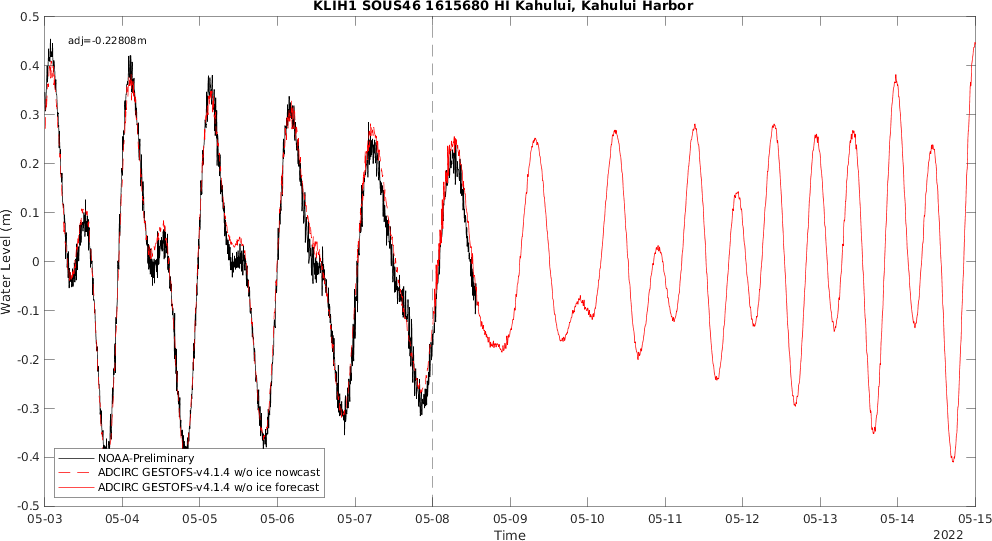 KLIH1 SOUS46 1615680 HI Kahului, Kahului Harbor
adj=-0.22808m
0.5
0.4
0.3
0.2
0.1
0
-0.1
-0.2
-0.3
-0.4
-0.5
Water Level (m)
NOAA-Preliminary
ADCIRC GESTOFS-v4.1.4 w/o ice nowcast
ADCIRC GESTOFS-v4.1.4 w/o ice forecast
05-03 05-04 05-05 05-06 05-07 05-08 05-09 05-10 05-11 05-12 05-13 05-14 05-15
Time
2022